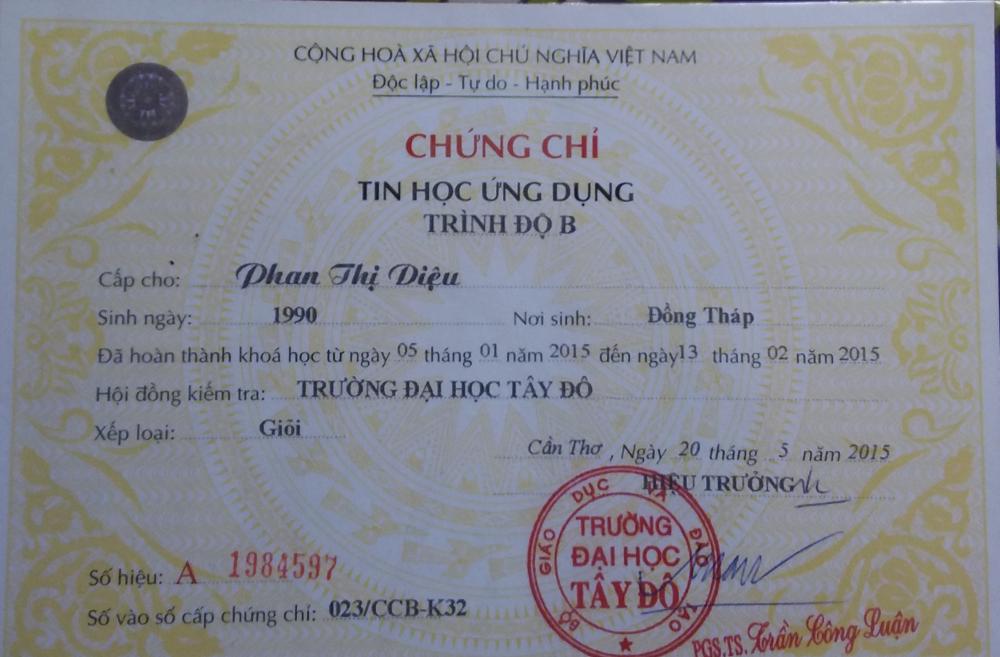 CỘNG HOÀ XÃ HỘI CHỦ NGHĨA VIỆT NAM
Độc lập - Tự do - Hạnh phúc
CHỨNG CHỈ
TIN HỌC ỨNG DỤNG
TRÌNH ĐỘ B
Cấp cho: Phan Thị Diệu
Sinh ngày: 1990 Nơi sinh: Đồng Tháp
Đã hoàn thành khoá học từ ngày 05 tháng 01 năm 2015 đến ngày 13 tháng 02 năm 2015
Hội đồng kiểm tra: TRƯỜNG ĐẠI HỌC TÂY ĐÔ
Xếp loại: Giỏi
Cần Thơ, Ngày 20 tháng 5 năm 2015
HIỆU TRƯỞNG
BỘ GIÁO DỤC VÀ ĐÀO TẠO
TRƯỜNG
ĐẠI HỌC
TÂY ĐÔ
Số hiệu: A 1984597
Số vào sổ cấp chứng chỉ: 023/CCB-K32
PGS.TS. Trần Công Luận